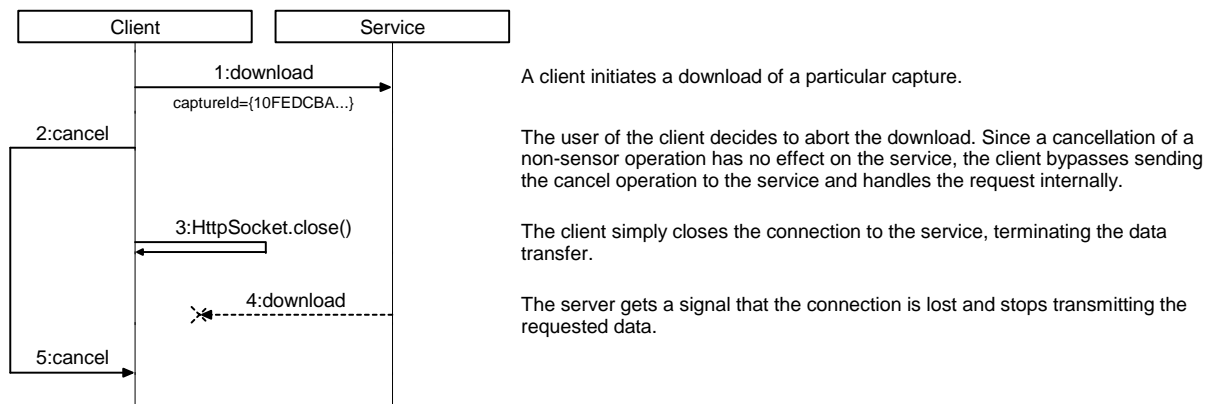 Client
Service
1:download
captureId={10FEDCBA...}
A client initiates a download of a particular capture.
2:cancel
The user of the client decides to abort the download. Since a cancellation of a
non-sensor operation has no effect on the service, the client bypasses sending
the cancel operation to the service and handles the request internally.
3:HttpSocket.close()
The client simply closes the connection to the service, terminating the data
transfer.
4:download
The server gets a signal that the connection is lost and stops transmitting the
requested data.
5:cancel